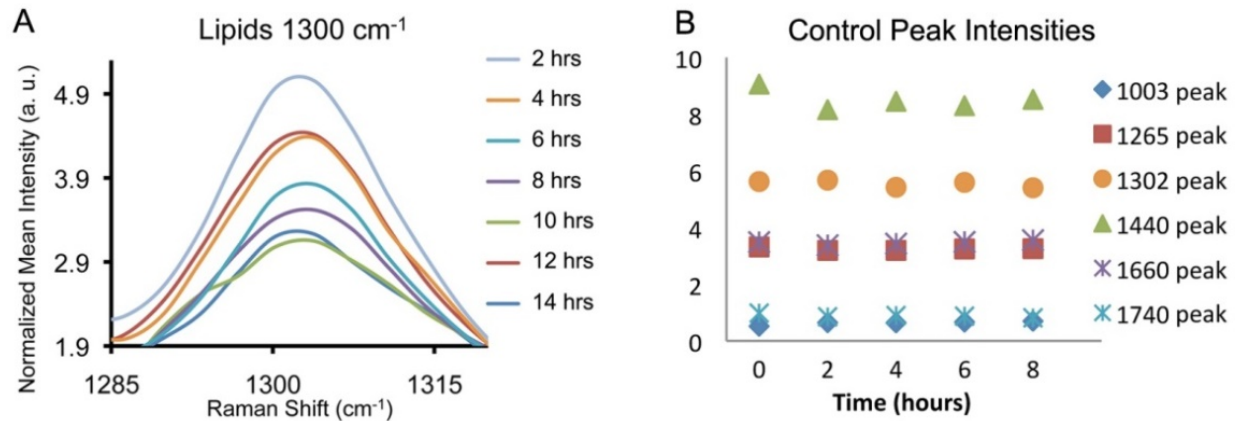 A
Lipids 1300 cm-1
Normalized Mean Intensity (a. u.)
4.9
3.9
2.9
1.9
1285
1300
1315
Raman Shift (cm-1)
2 hrs
4 hrs
6 hrs
8 hrs
10 hrs
12 hrs
14 hrs
B
Control Peak Intensities
10
8
6
4
2
0
0
2
4
6
8
Time (hours)
1003 peak
1265 peak
1302 peak
1440 peak
1660 peak
1740 peak